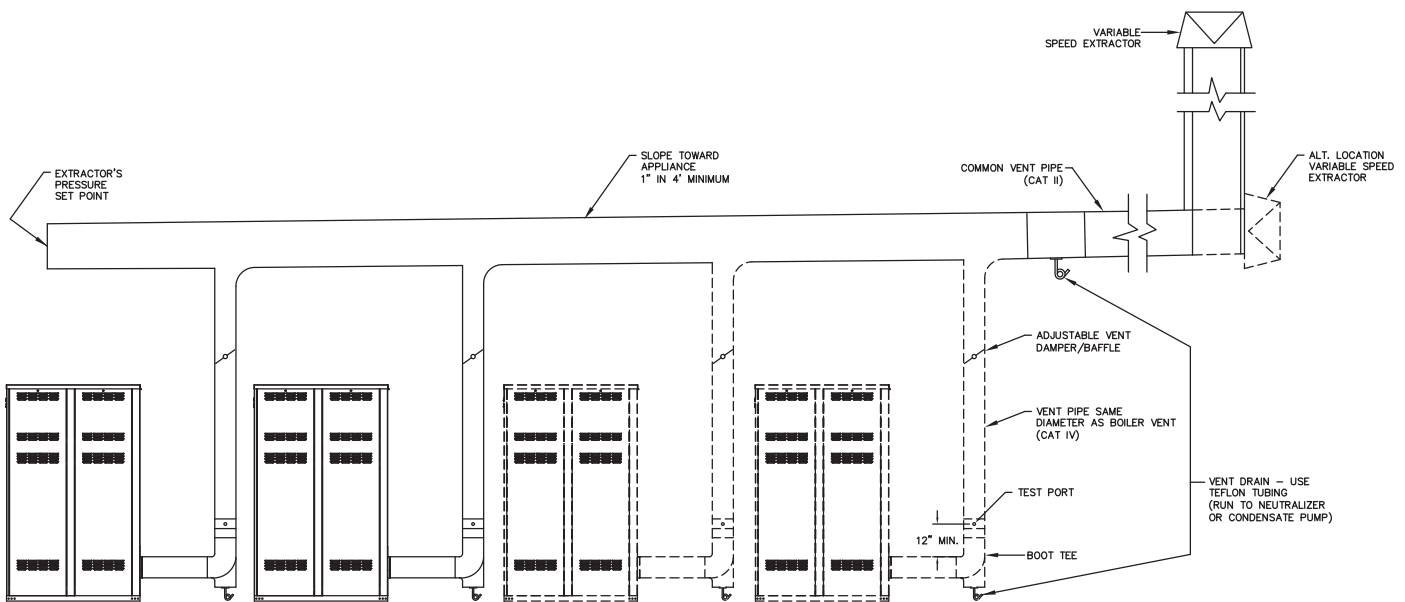 VARIABLE
SPEED EXTRACTOR
EXTRACTOR'S
PRESSURE
SET POINT
SLOPE TOWARD
APPLIANCE
1" IN 4' MINIMUM
COMMON VENT PIPE
(CAT II)
ALT. LOCATION
VARIABLE SPEED
EXTRACTOR
ADJUSTABLE VENT
DAMPER/BAFFLE
VENT PIPE SAME
DIAMETER AS BOILER VENT
(CAT IV)
TEST PORT
12" MIN.
BOOT TEE
VENT DRAIN – USE
TEFLON TUBING
(RUN TO NEUTRALIZER
OR CONDENSATE PUMP)